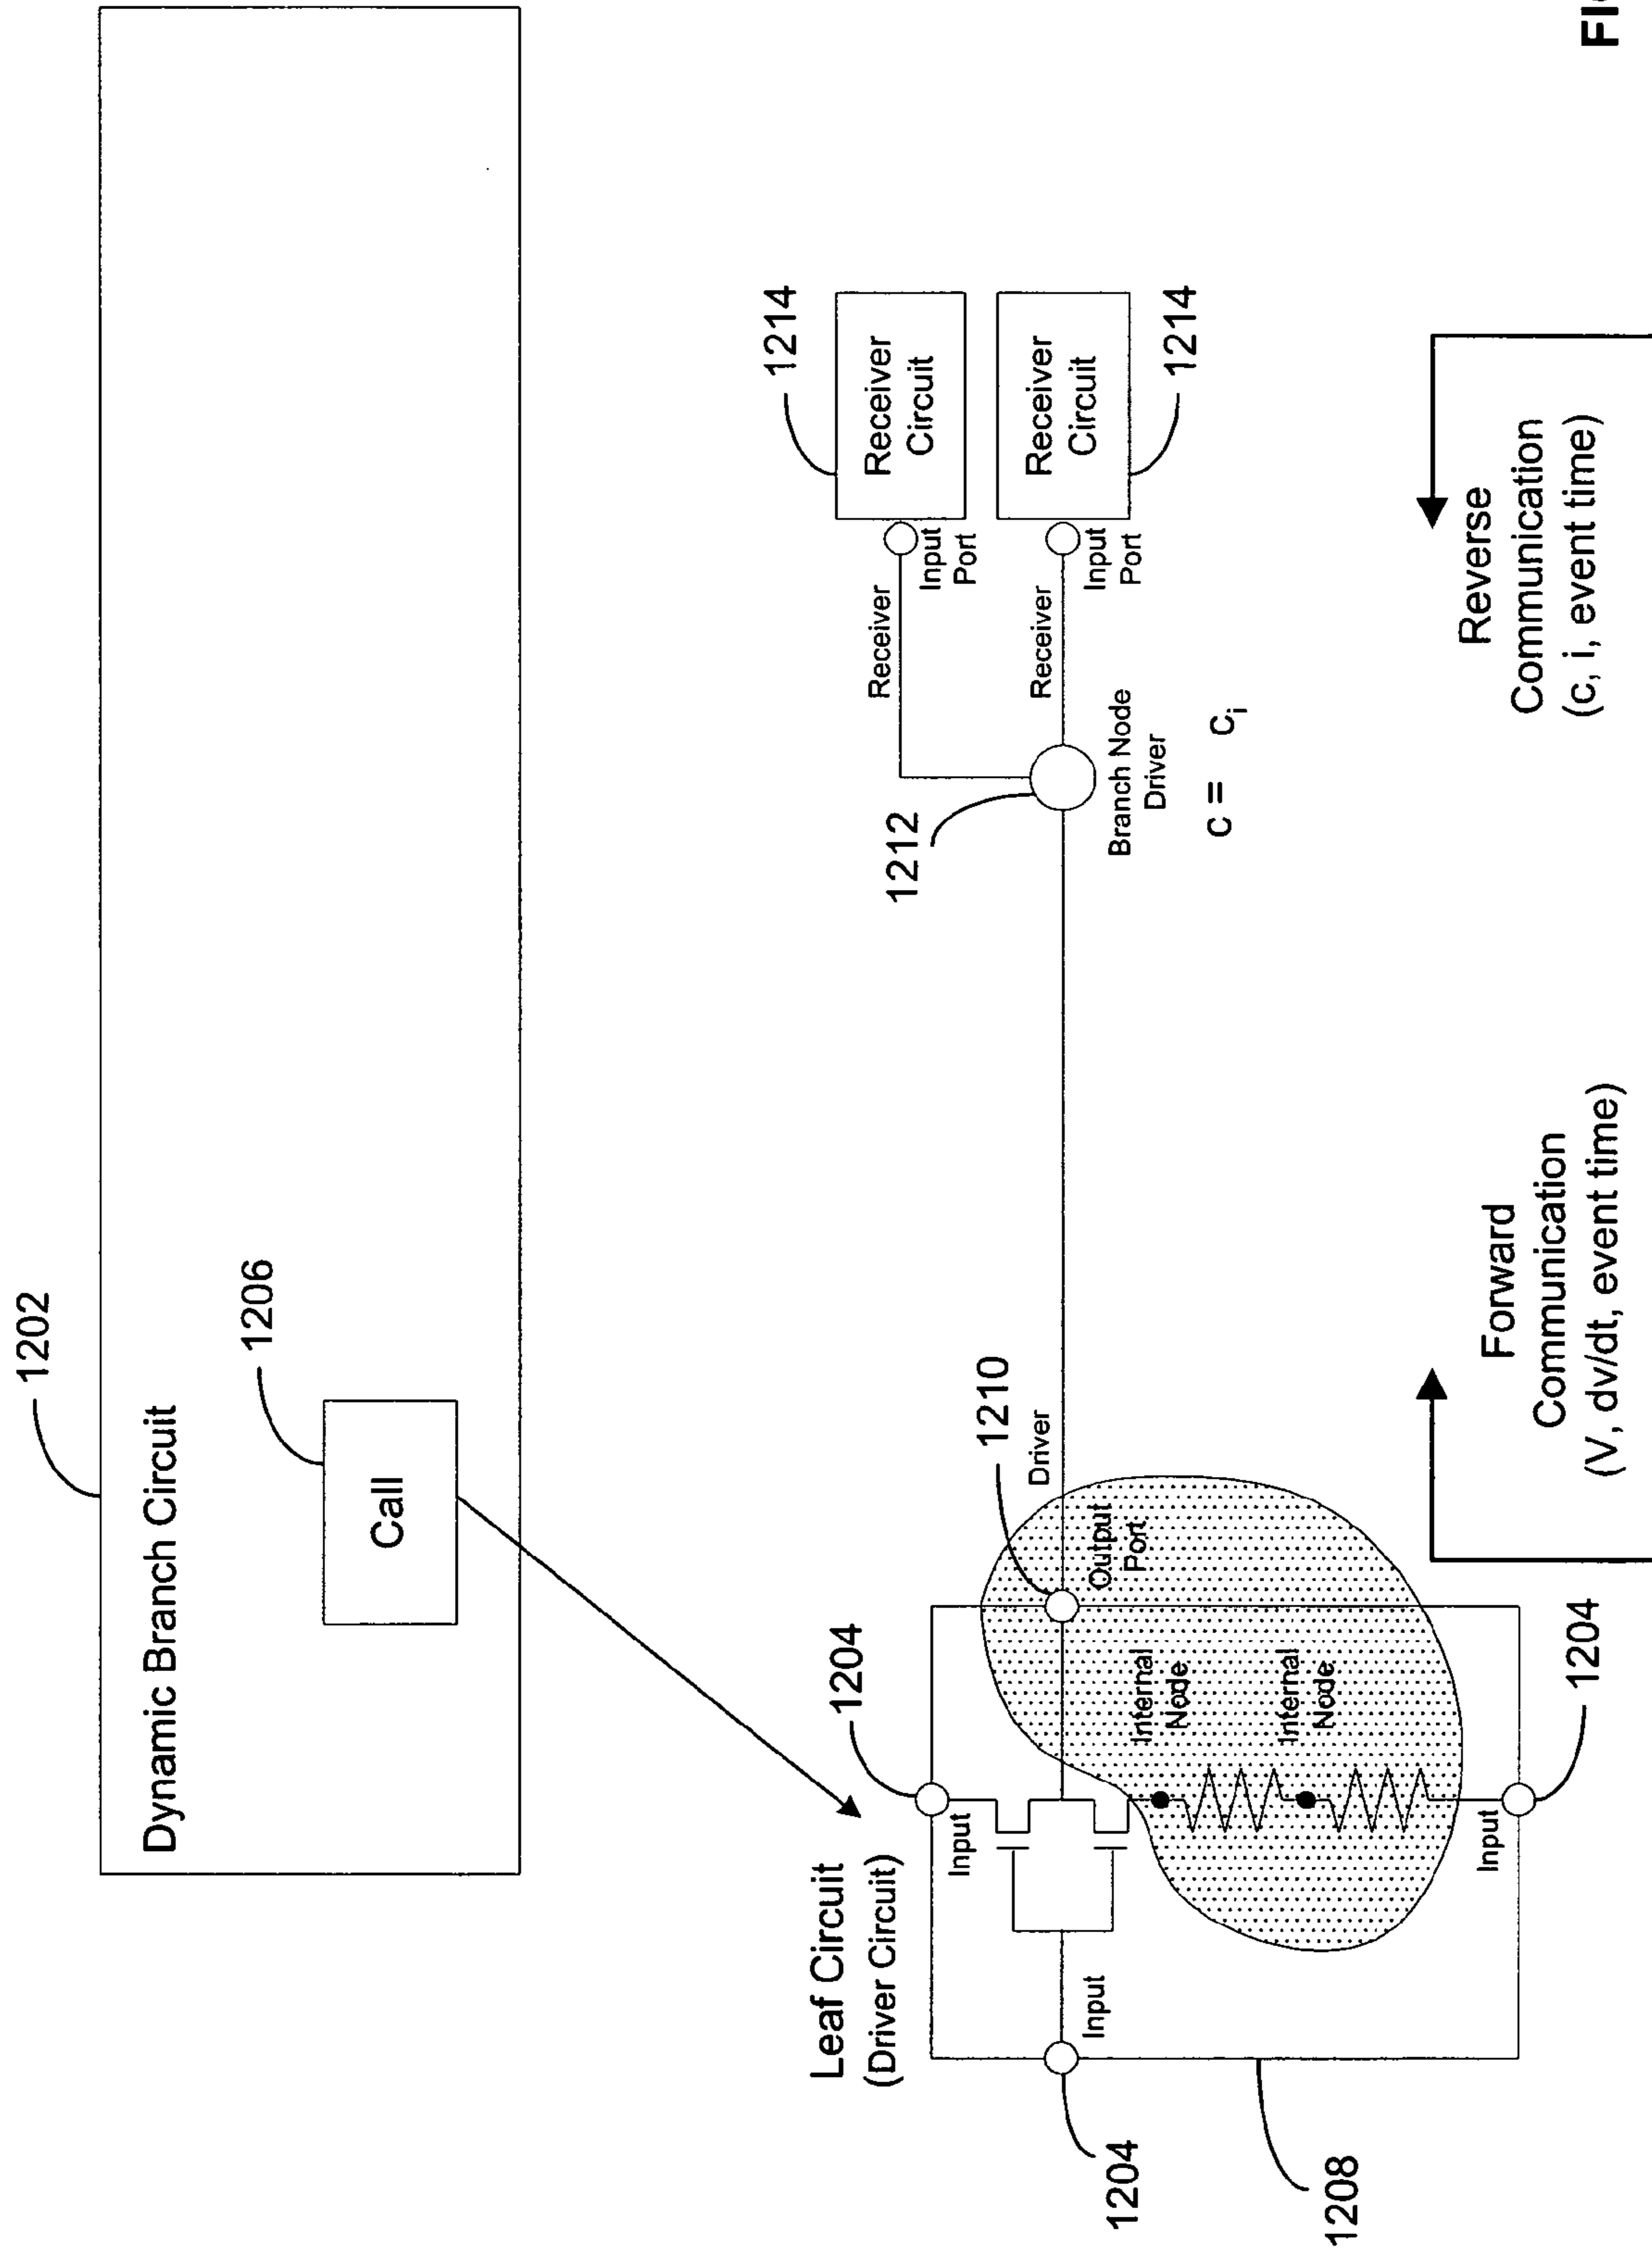 1202
Dynamic Branch Circuit
1206
Call
Leaf Circuit
(Driver Circuit)
1204
Input
1204
Input
1208
Internal
Node
Internal
Node
Input
1204
Output
Port
1210
Driver
1212
Branch Node
Driver
c = c_i
Receiver
Receiver
Input
Port
Input
Port
1214
Receiver
Circuit
Receiver
Circuit
1214
Forward
Communication
(V, dv/dt, event time)
Reverse
Communication
(c, i, event time)